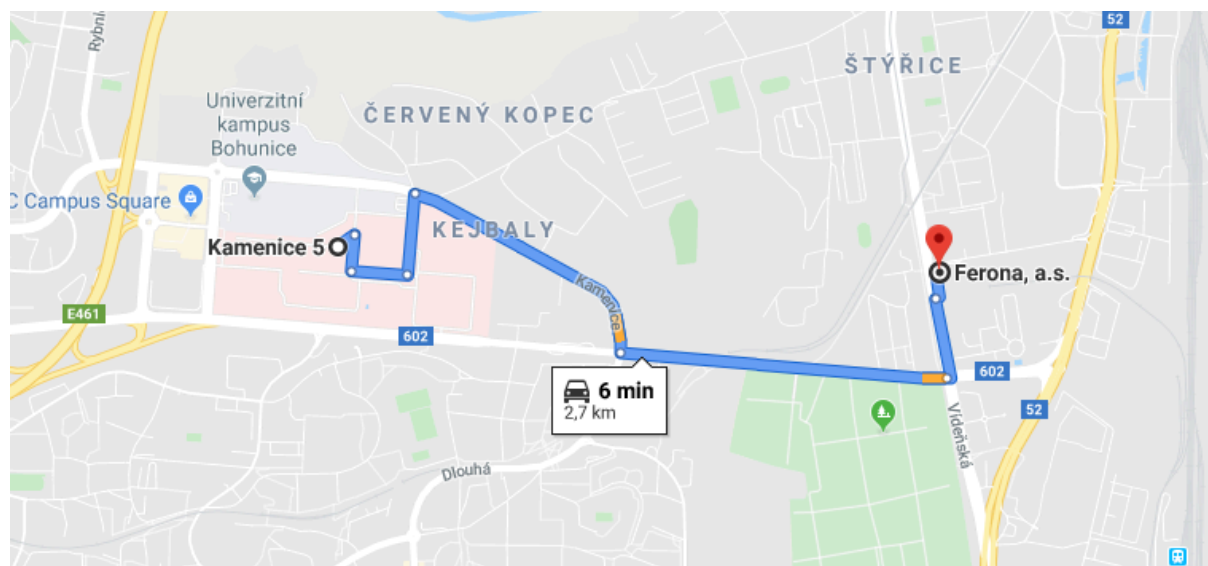 52
Rybní
ŠTÝŘICE
Univerzitní
kampus
Bohunice
ČERVENÝ KOPEC
C Campus Square
KEJBALY
Kamenice 5
Ferona, a.s.
Kamenice
E461
602
602
6 min
2,7 km
52
Vídeňská
Dlouhá